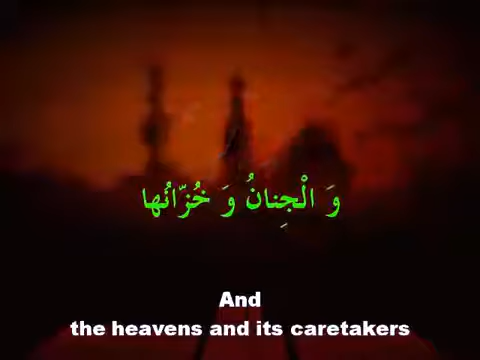 وَ الْجِنانُ وَ خُزّانُها
And
the heavens and its caretakers